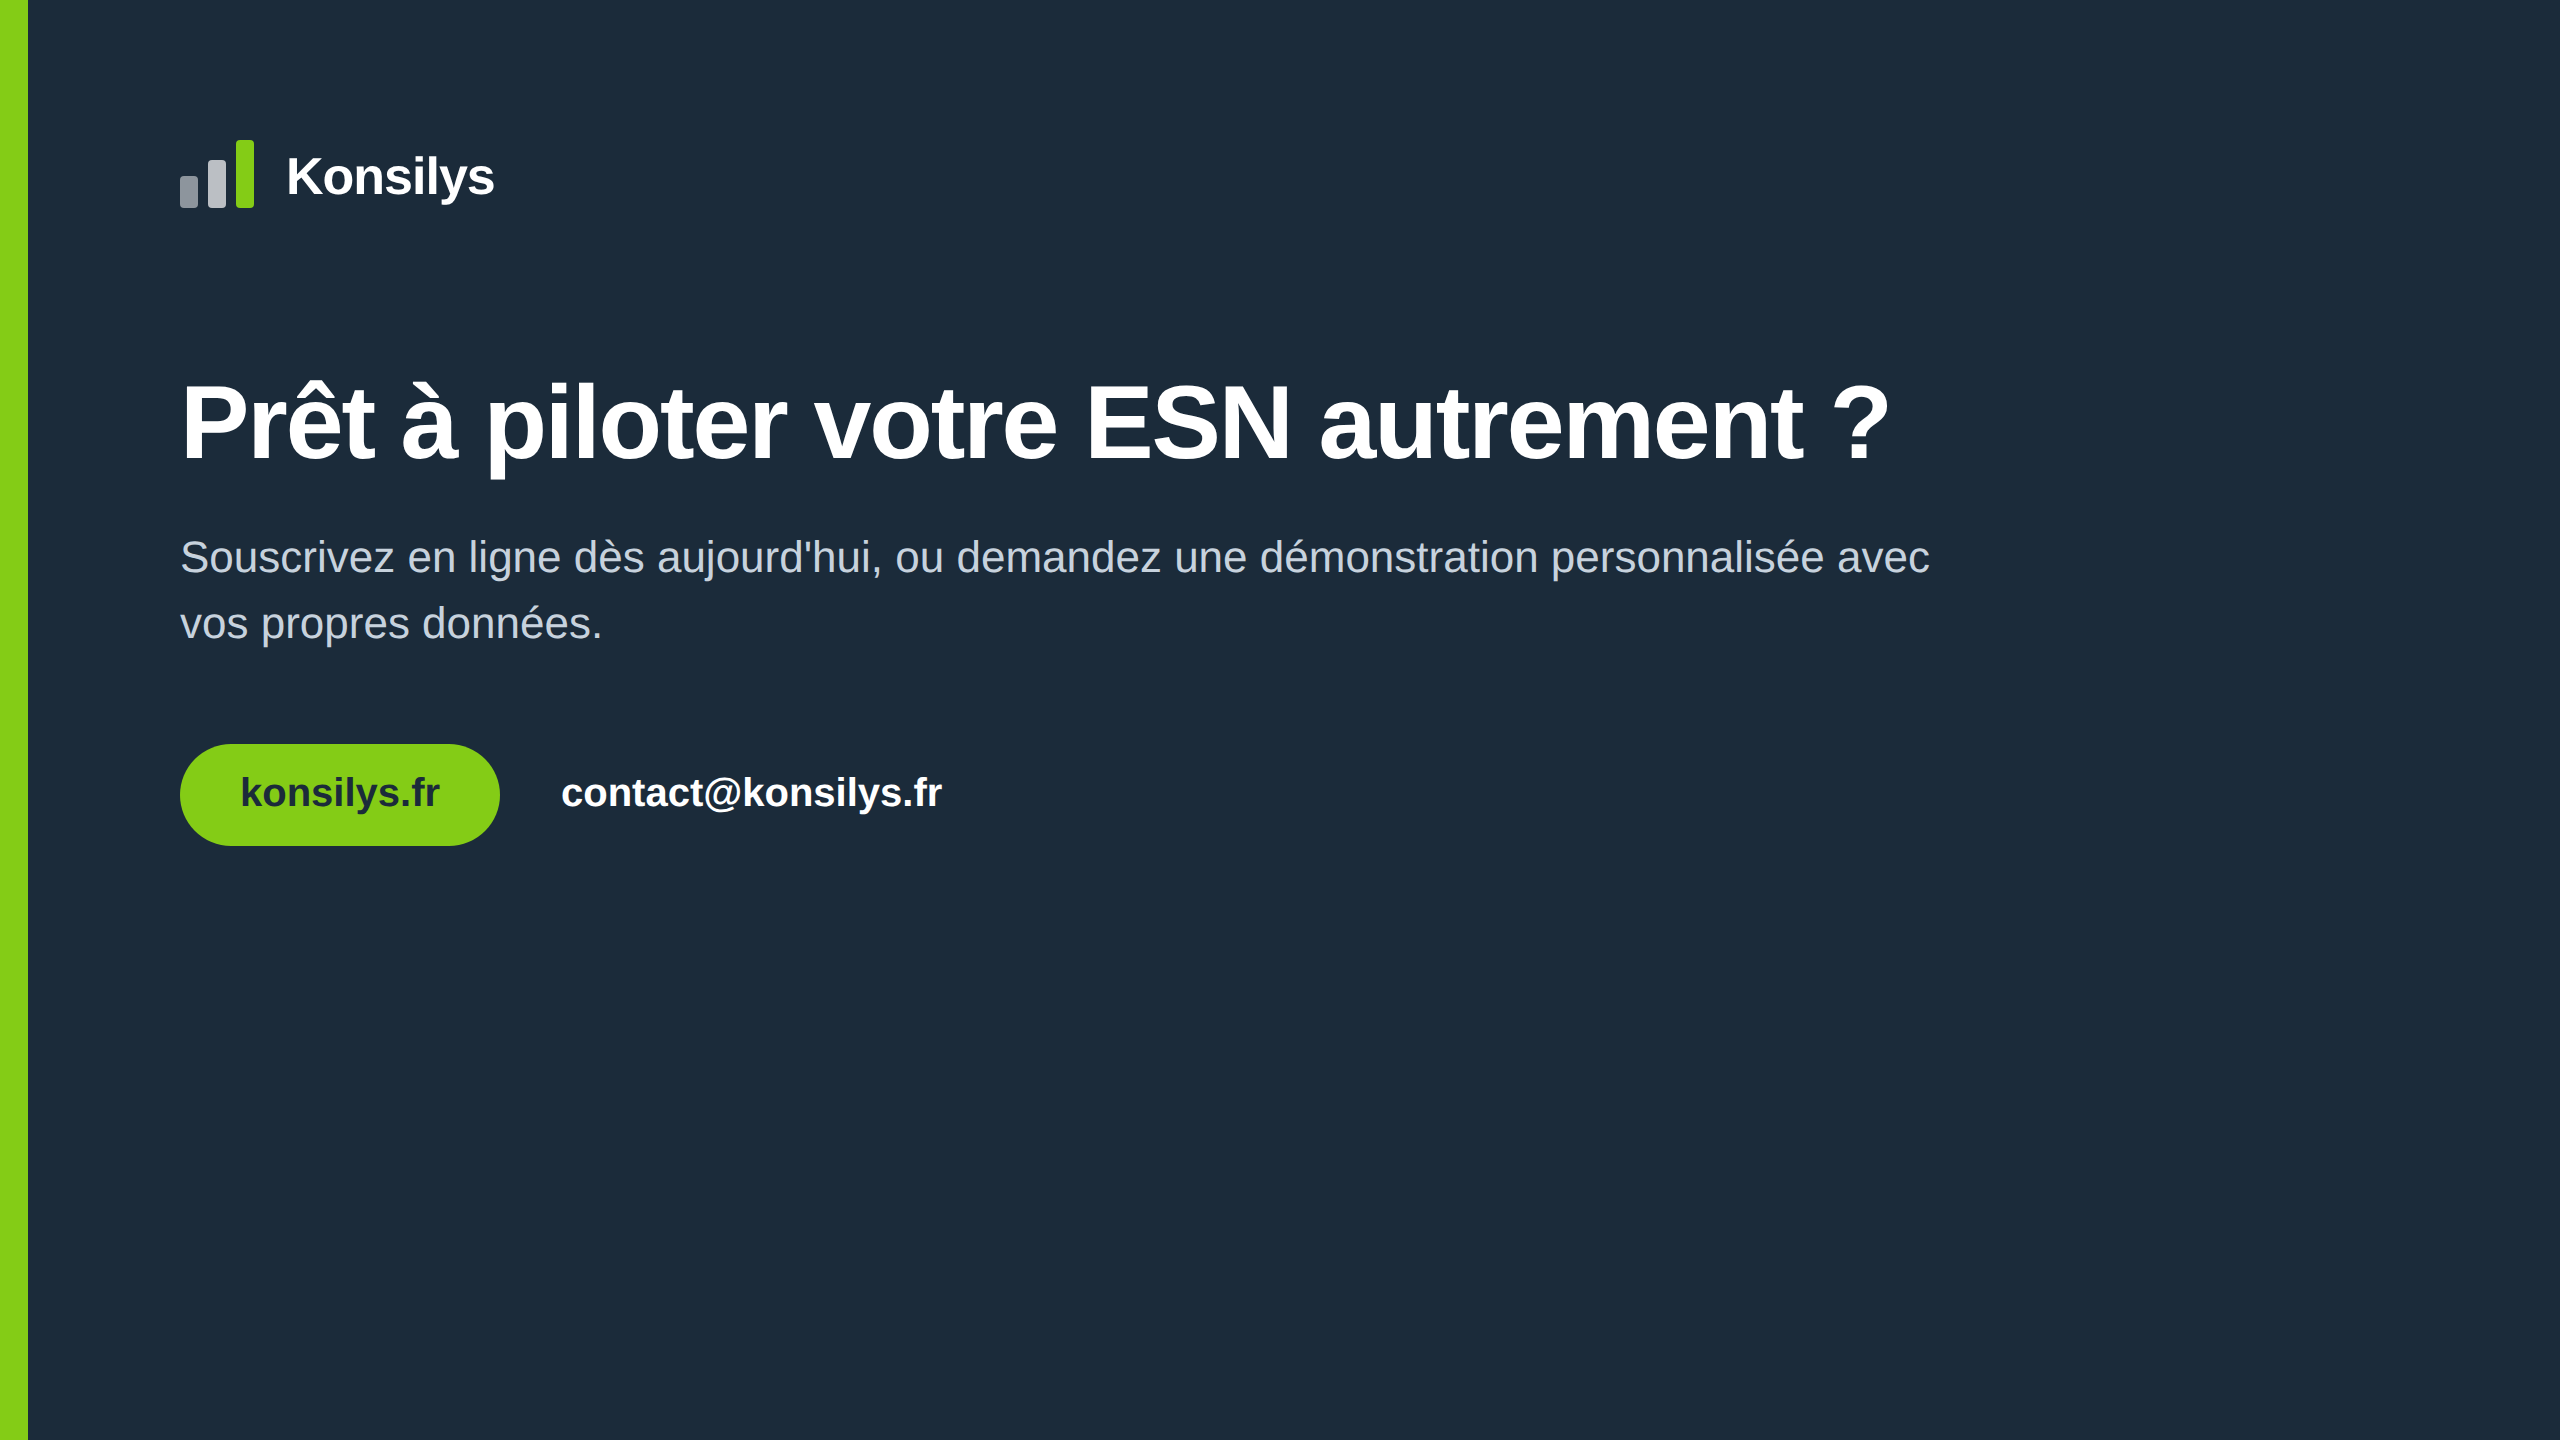 Konsilys
Prêt à piloter votre ESN autrement ?
Souscrivez en ligne dès aujourd'hui, ou demandez une démonstration personnalisée avec
vos propres données.
konsilys.fr
contact@konsilys.fr